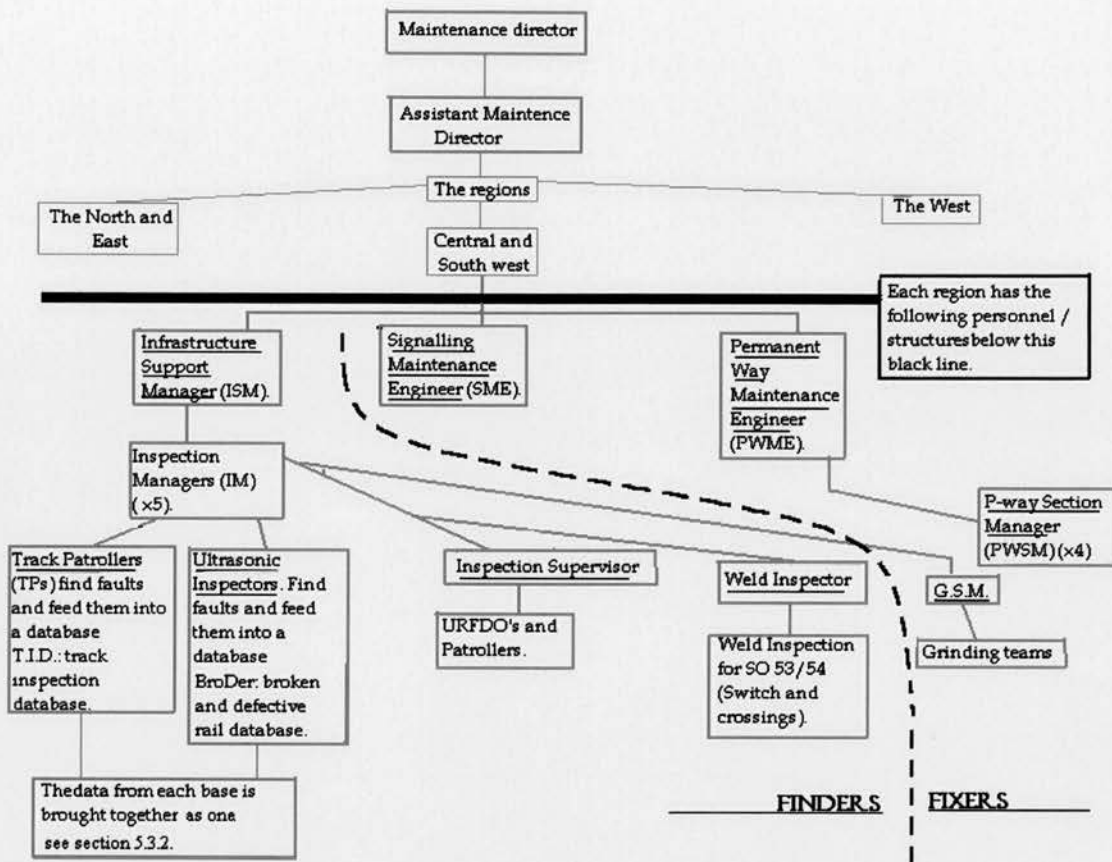 Maintenance director
Assistant Maintence
Director
The regions
The North and
East
The West
Central and
South west
Each region has the
following personnel /
structures below this
black line.
Infrastructure
Support
Manager (ISM).
Signalling
Maintenance
Engineer (SME).
Permanent
Way
Maintenance
Engineer
(PWME).
Inspection
Managers (IM)
(×5).
P-way Section
Manager
(PWSM) (×4)
Track Patrollers
(TPs) find faults
and feed them into
a database
T.I.D.: track
inspection
database.
Ultrasonic
Inspectors. Find
faults and feed
them into a
database
BroDer: broken
and defective
rail database.
Inspection Supervisor
URFDO's and
Patrollers.
Weld Inspector
Weld Inspection
for SO 53/54
(Switch and
crossings).
G.S.M.
Grinding teams
Thedata from each base is
brought together as one
see section 5.3.2.
FINDERS
FIXERS